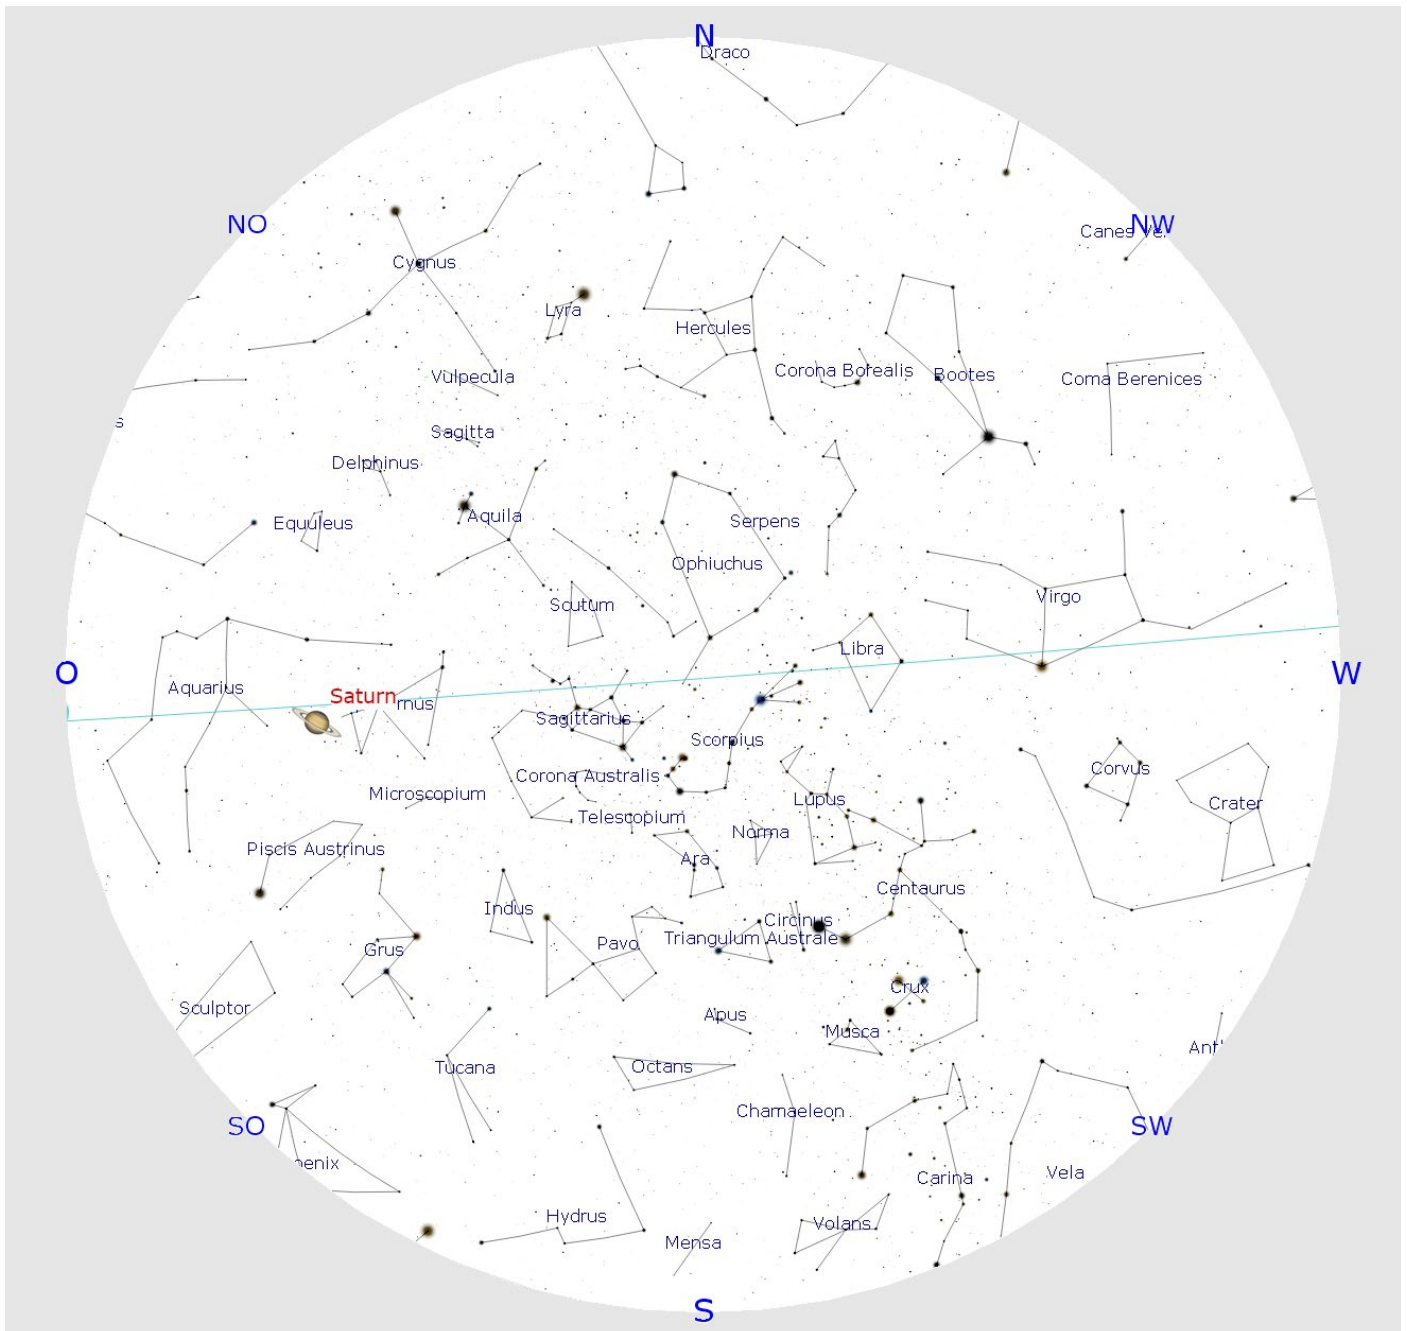 N
Draco
NO
NW
Canes Ve.
Cygnus
Lyra
Hercules
Corona Borealis
Bootes
Coma Berenices
Vulpecula
s
Sagitta
Delphinus
Aquila
Equuleus
Serpens
Ophiuchus
Scutum
Virgo
Libra
O
W
Aquarius
Saturn
rnus
Sagittarius
Scorpius
Corona Australis
Corvus
Microscopium
Lupus
Crater
Telescopium
Norma
Piscis Austrinus
Ara
Centaurus
Indus
Circinus
Triangulum Australe
Pavo
Grus
Crux
Sculptor
Apus
Musca
Ant
Tucana
Octans
Chamaeleon
SO
SW
oenix
Carina
Vela
Hydrus
Volans
Mensa
S